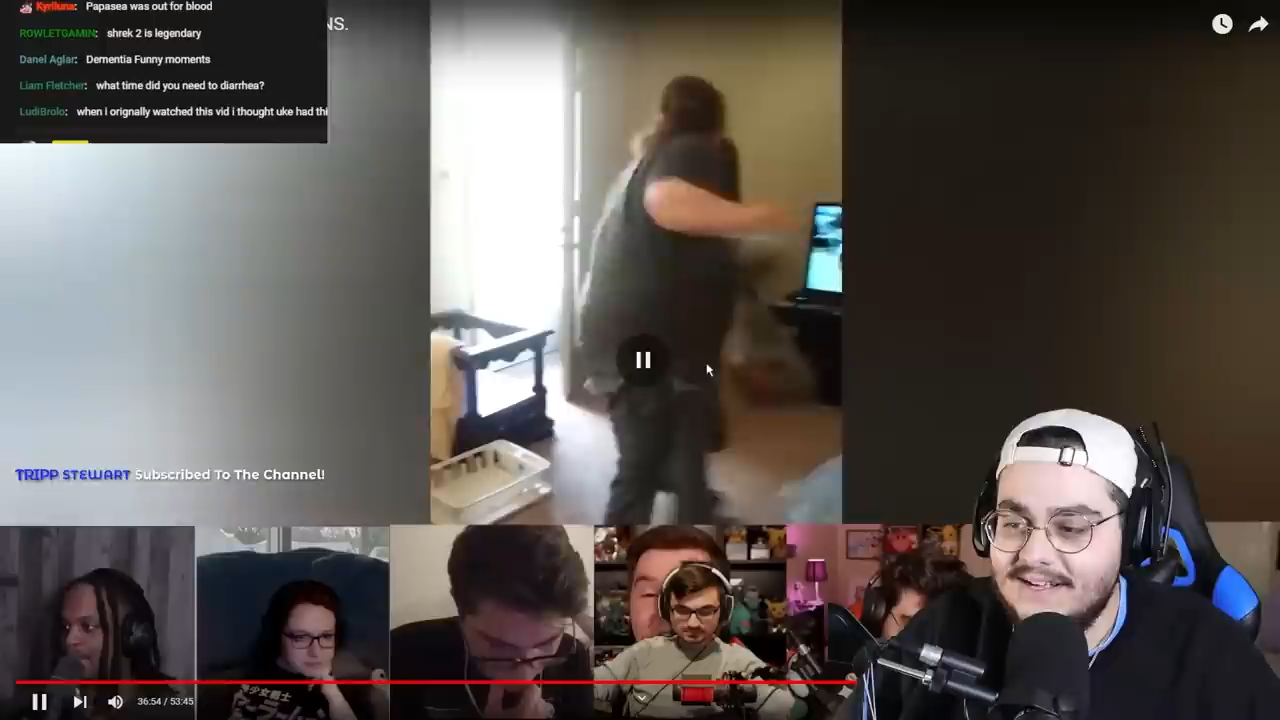 NS.
Kyriluna: Papasea was out for blood
ROWLETGAMIN: shrek 2 is legendary
Danel Aglar: Dementia Funny moments
Liam Fletcher: what time did you need to diarrhea?
LudiBrolo: when i orignally watched this vid i thought uke had thi
TRIPP STEWART Subscribed To The Channel!
36:54 / 53:45